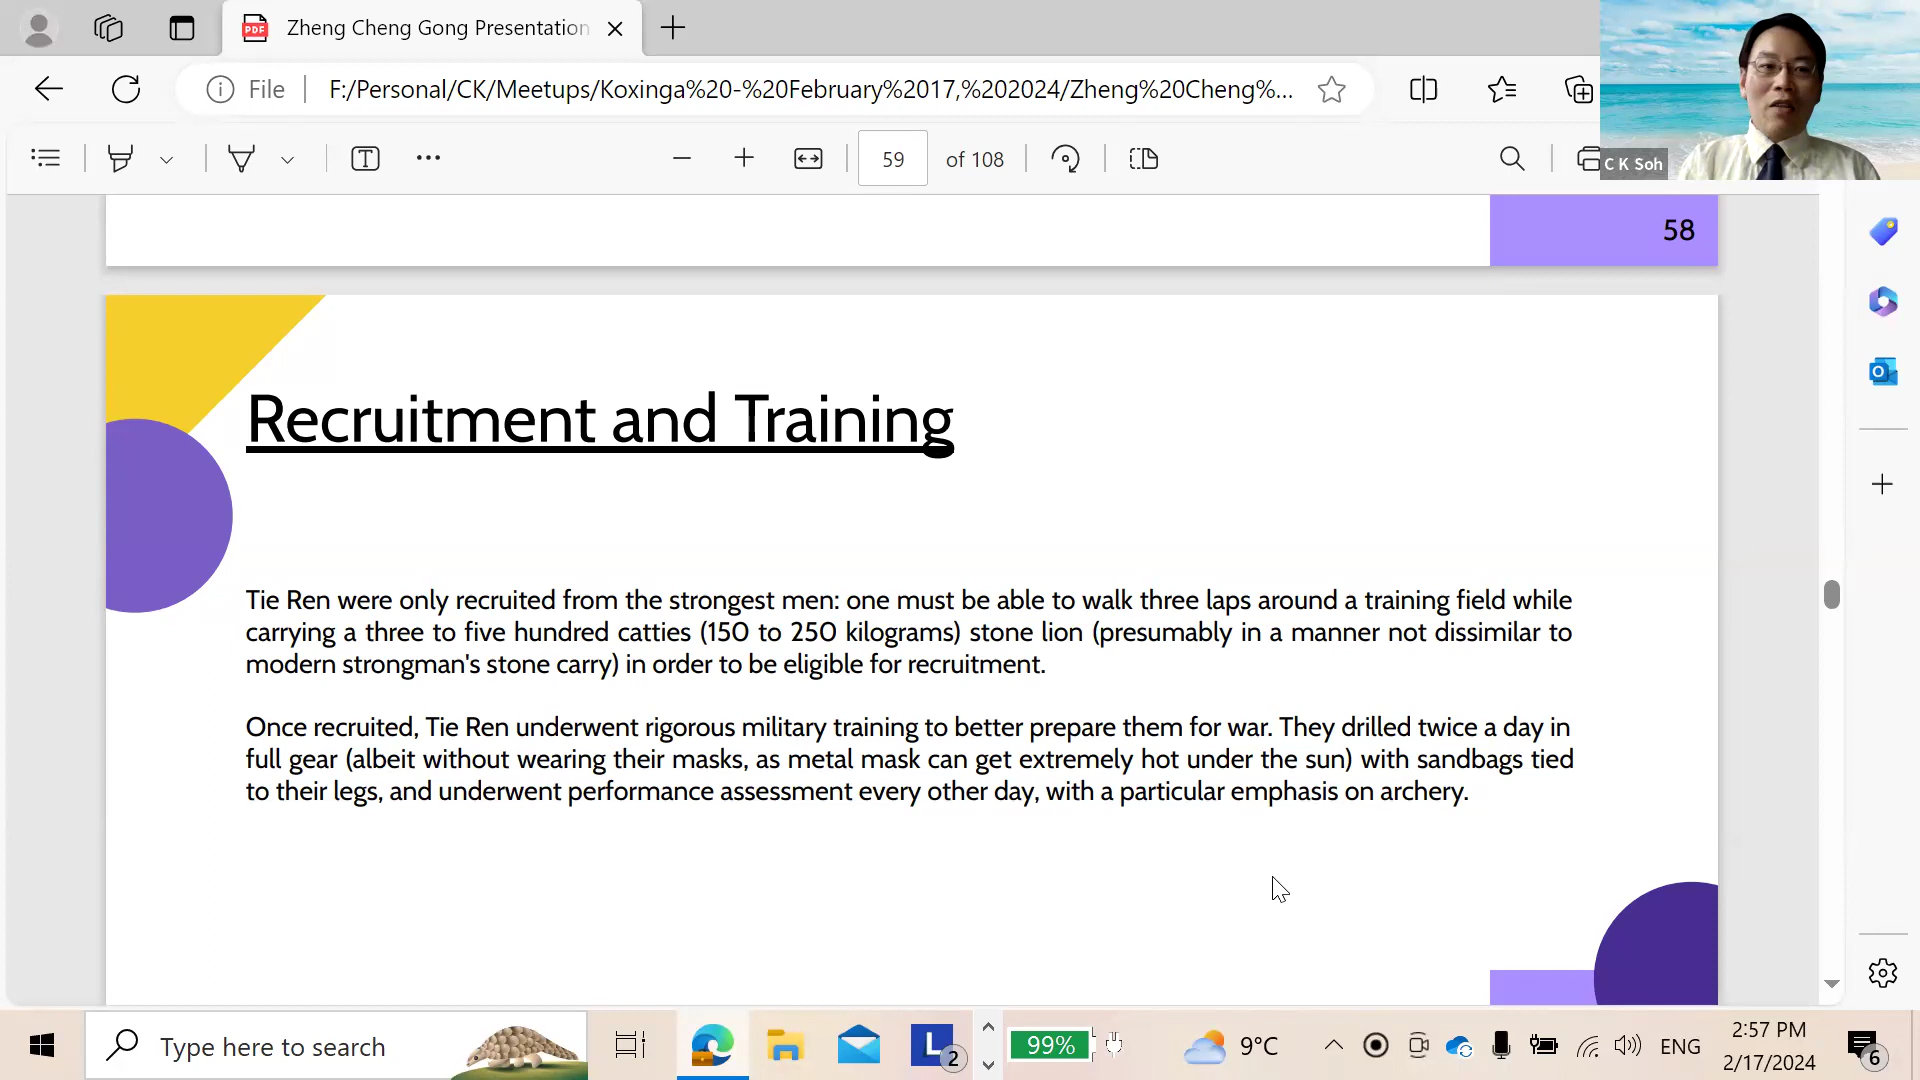 Zheng Cheng Gong Presentation
File F:/Personal/CK/Meetups/Koxinga%20-%20February%2017,%202024/Zheng%20Cheng%...
59 of 108
C K Soh
58
Recruitment and Training
Tie Ren were only recruited from the strongest men: one must be able to walk three laps around a training field while
carrying a three to five hundred catties (150 to 250 kilograms) stone lion (presumably in a manner not dissimilar to
modern strongman's stone carry) in order to be eligible for recruitment.
Once recruited, Tie Ren underwent rigorous military training to better prepare them for war. They drilled twice a day in
full gear (albeit without wearing their masks, as metal mask can get extremely hot under the sun) with sandbags tied
to their legs, and underwent performance assessment every other day, with a particular emphasis on archery.
Type here to search
L 2
99%
9°C
ENG
2:57 PM
2/17/2024
6